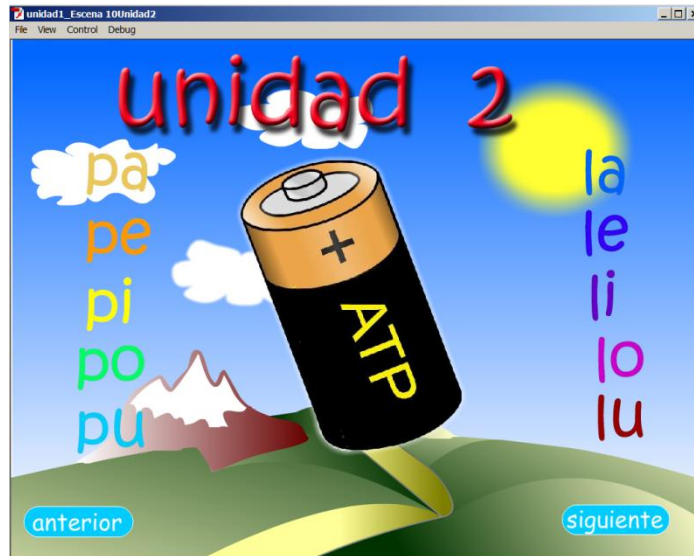 unidad1_Escena 10Unidad2
File View Control Debug
unidad 2
pa
pe
pi
po
pu
ATP
la
le
li
lo
lu
anterior
siguiente